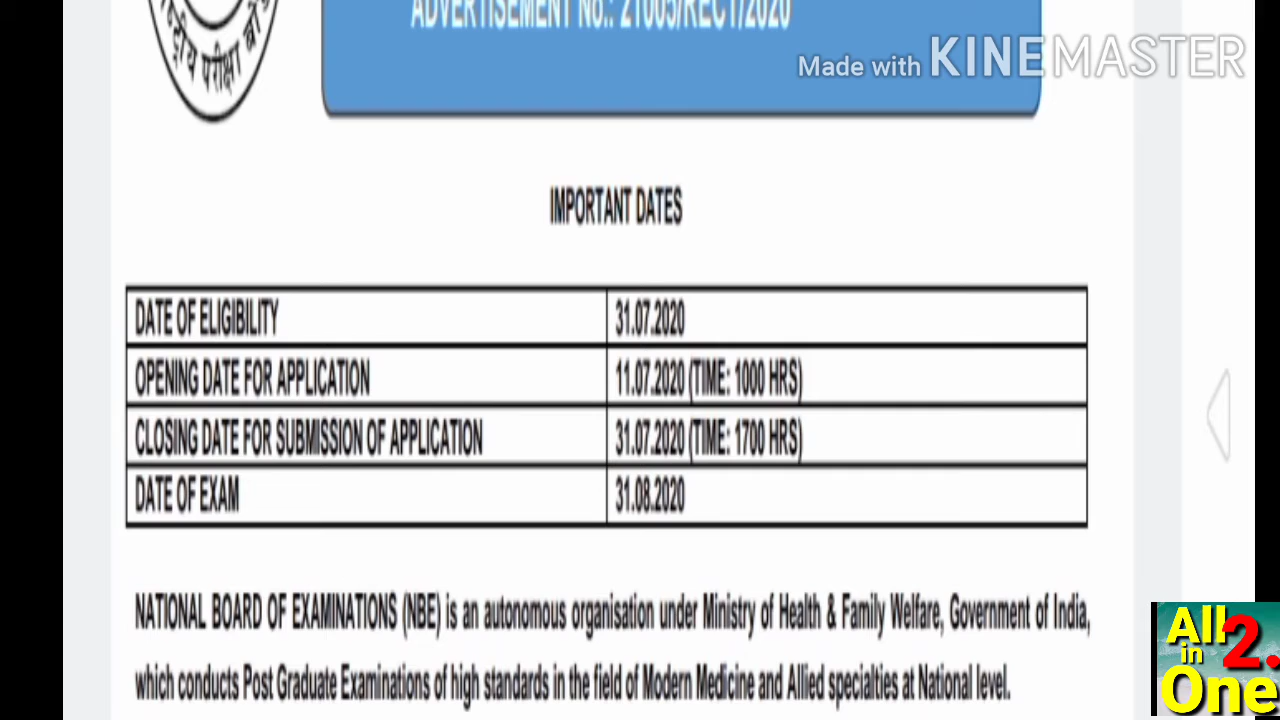 ADVERTISEMENT No.: 21005/RECT/2020
Made with KINEMASTER
राष्ट्रीय परीक्षा बोर्ड
IMPORTANT DATES
DATE OF ELIGIBILITY 31.07.2020
OPENING DATE FOR APPLICATION 11.07.2020 (TIME: 1000 HRS)
CLOSING DATE FOR SUBMISSION OF APPLICATION 31.07.2020 (TIME: 1700 HRS)
DATE OF EXAM 31.08.2020
NATIONAL BOARD OF EXAMINATIONS (NBE) is an autonomous organisation under Ministry of Health & Family Welfare, Government of India,
which conducts Post Graduate Examinations of high standards in the field of Modern Medicine and Allied specialties at National level.
All 2.
in
One